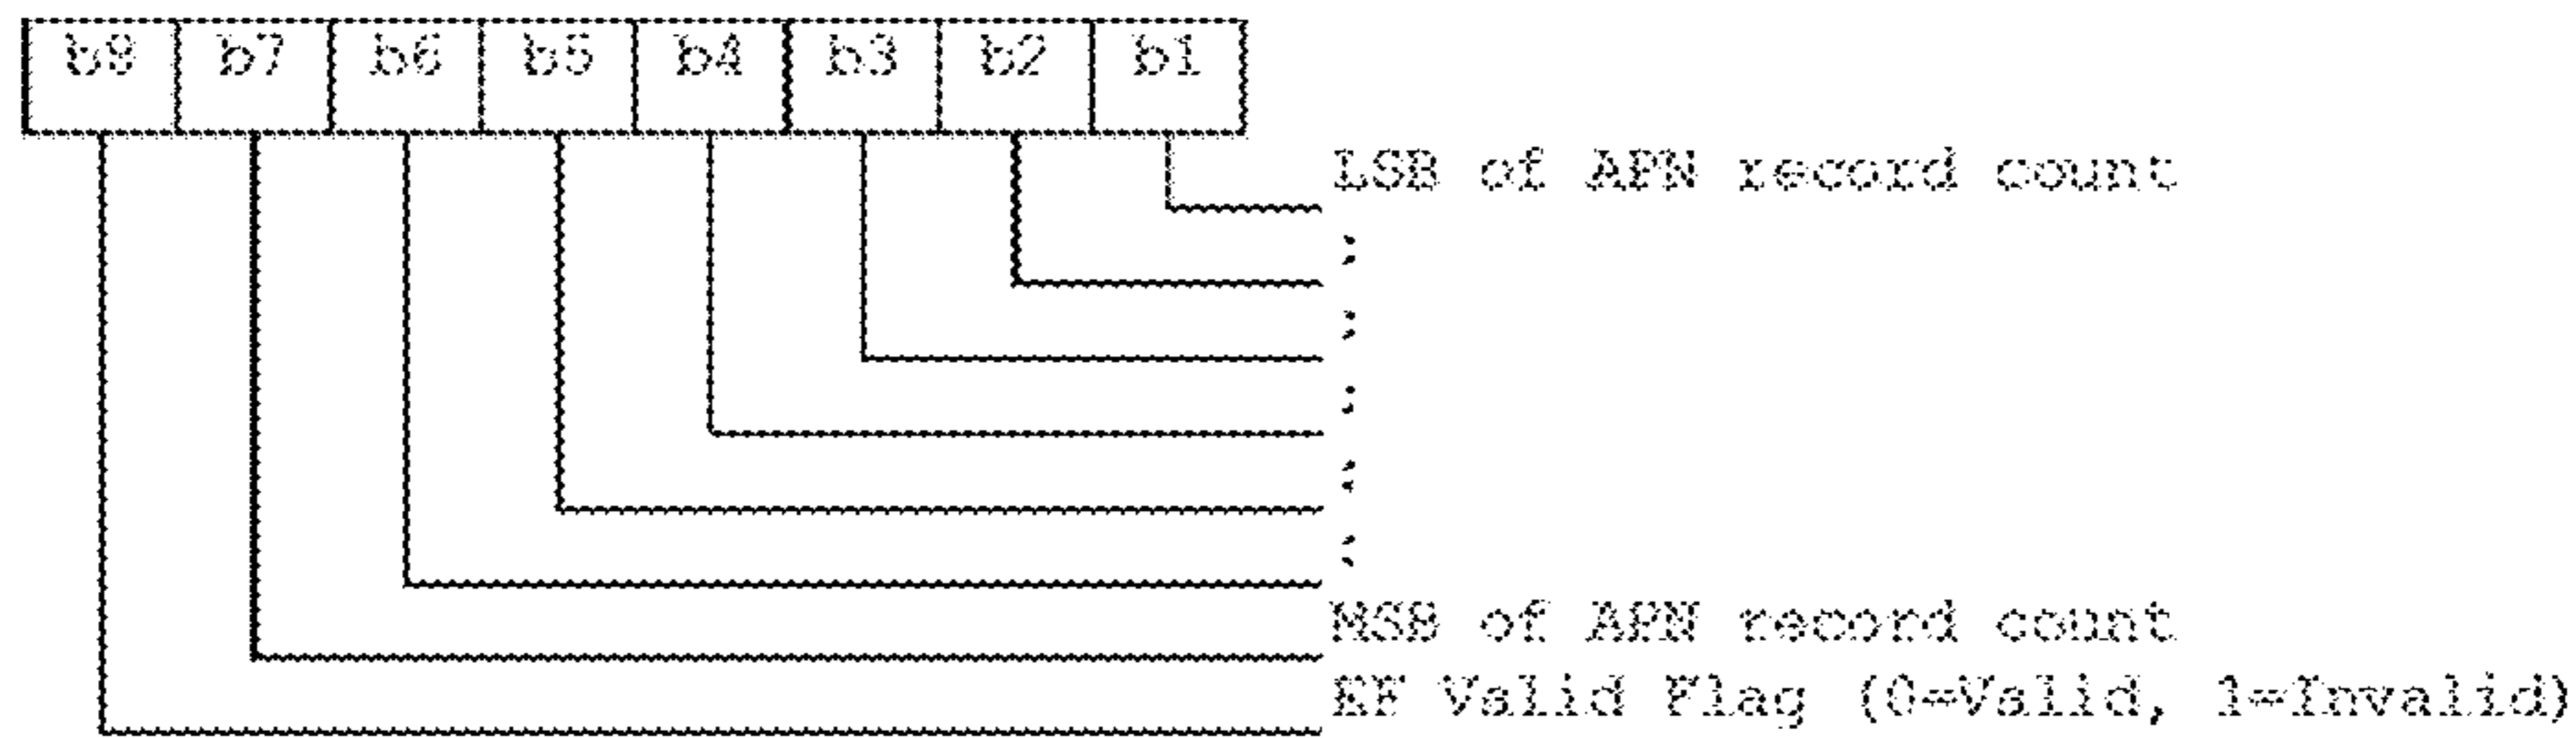 b8 b7 b6 b5 b4 b3 b2 b1
LSB of APN record count
:
:
:
:
:
MSB of APN record count
EF Valid Flag (0=Valid, 1=Invalid)